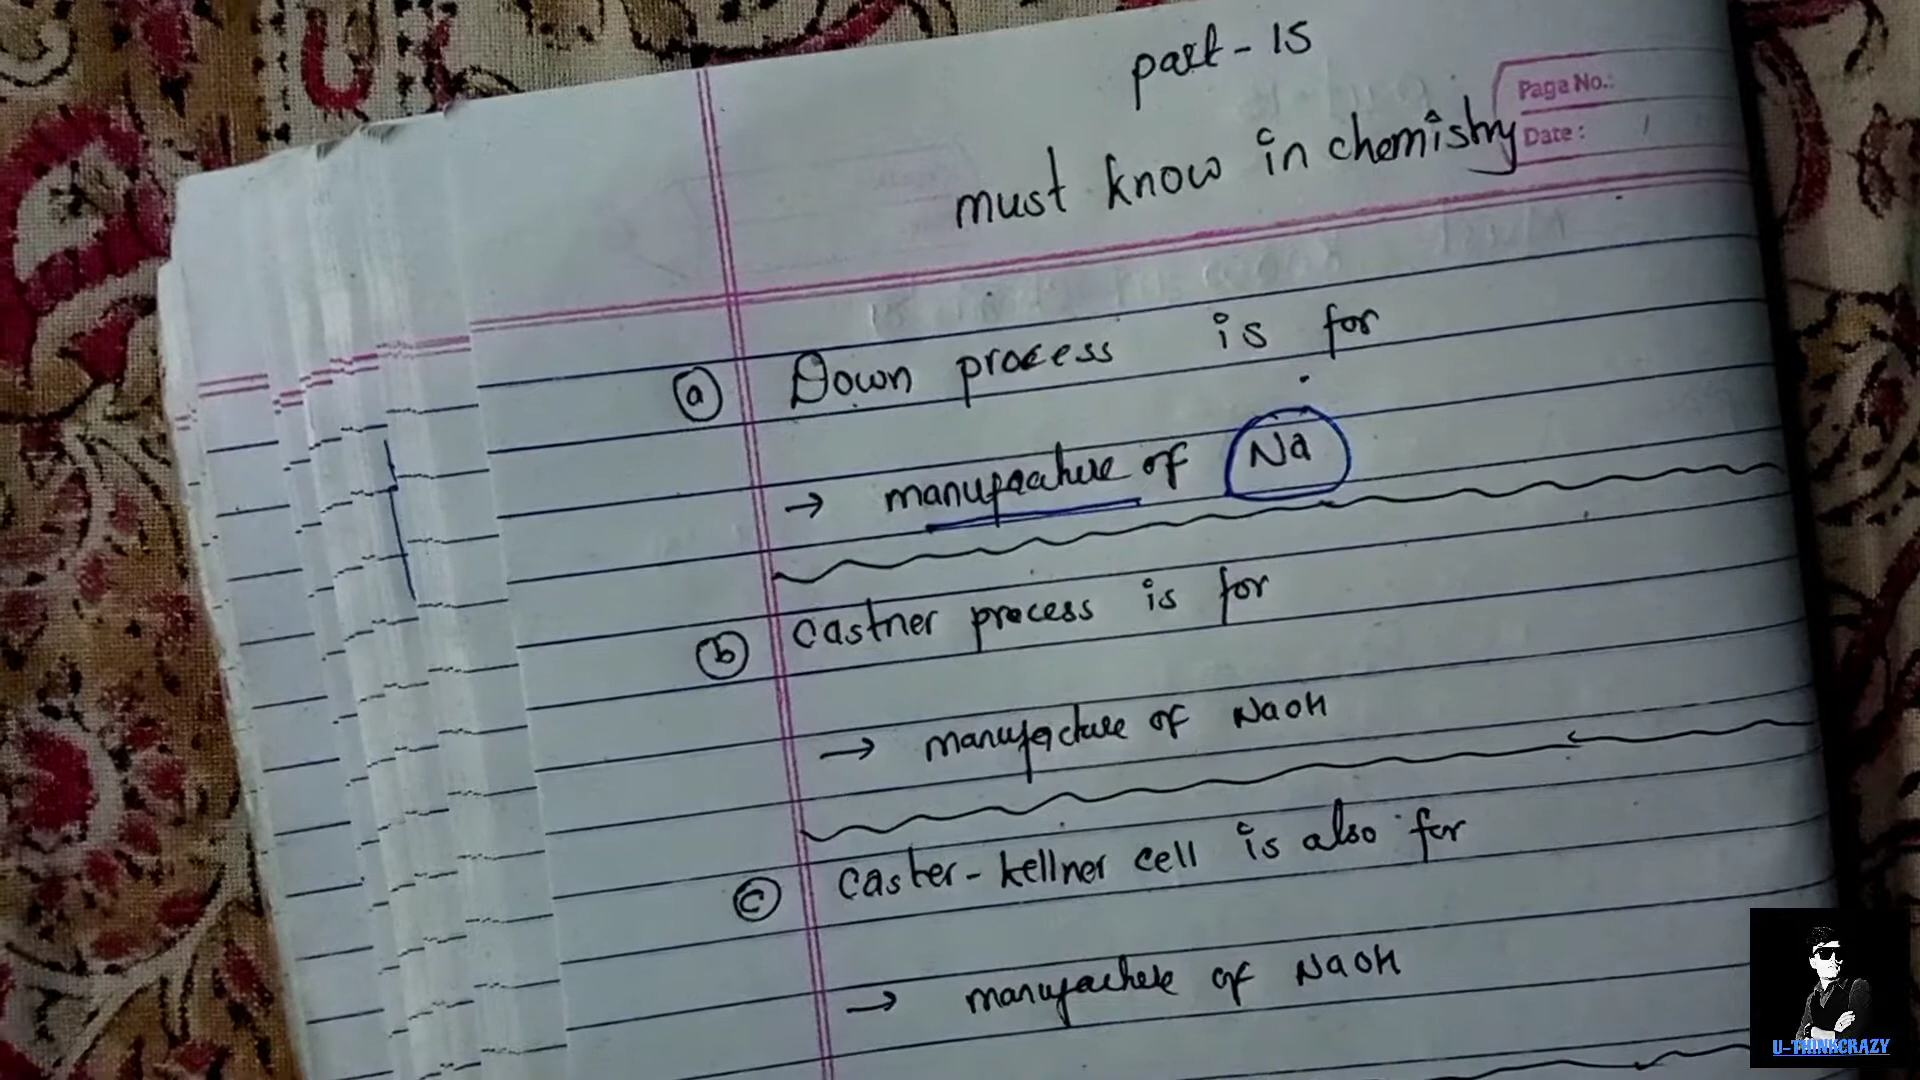 part-15
must know in chemistry
Page No.:
Date:
a Down process is for
→ manufacture of Na
b castner process is for
→ manufacture of NaOH
c caster-kellner cell is also for
→ manufacture of NaOH
U-THINKCRAZY